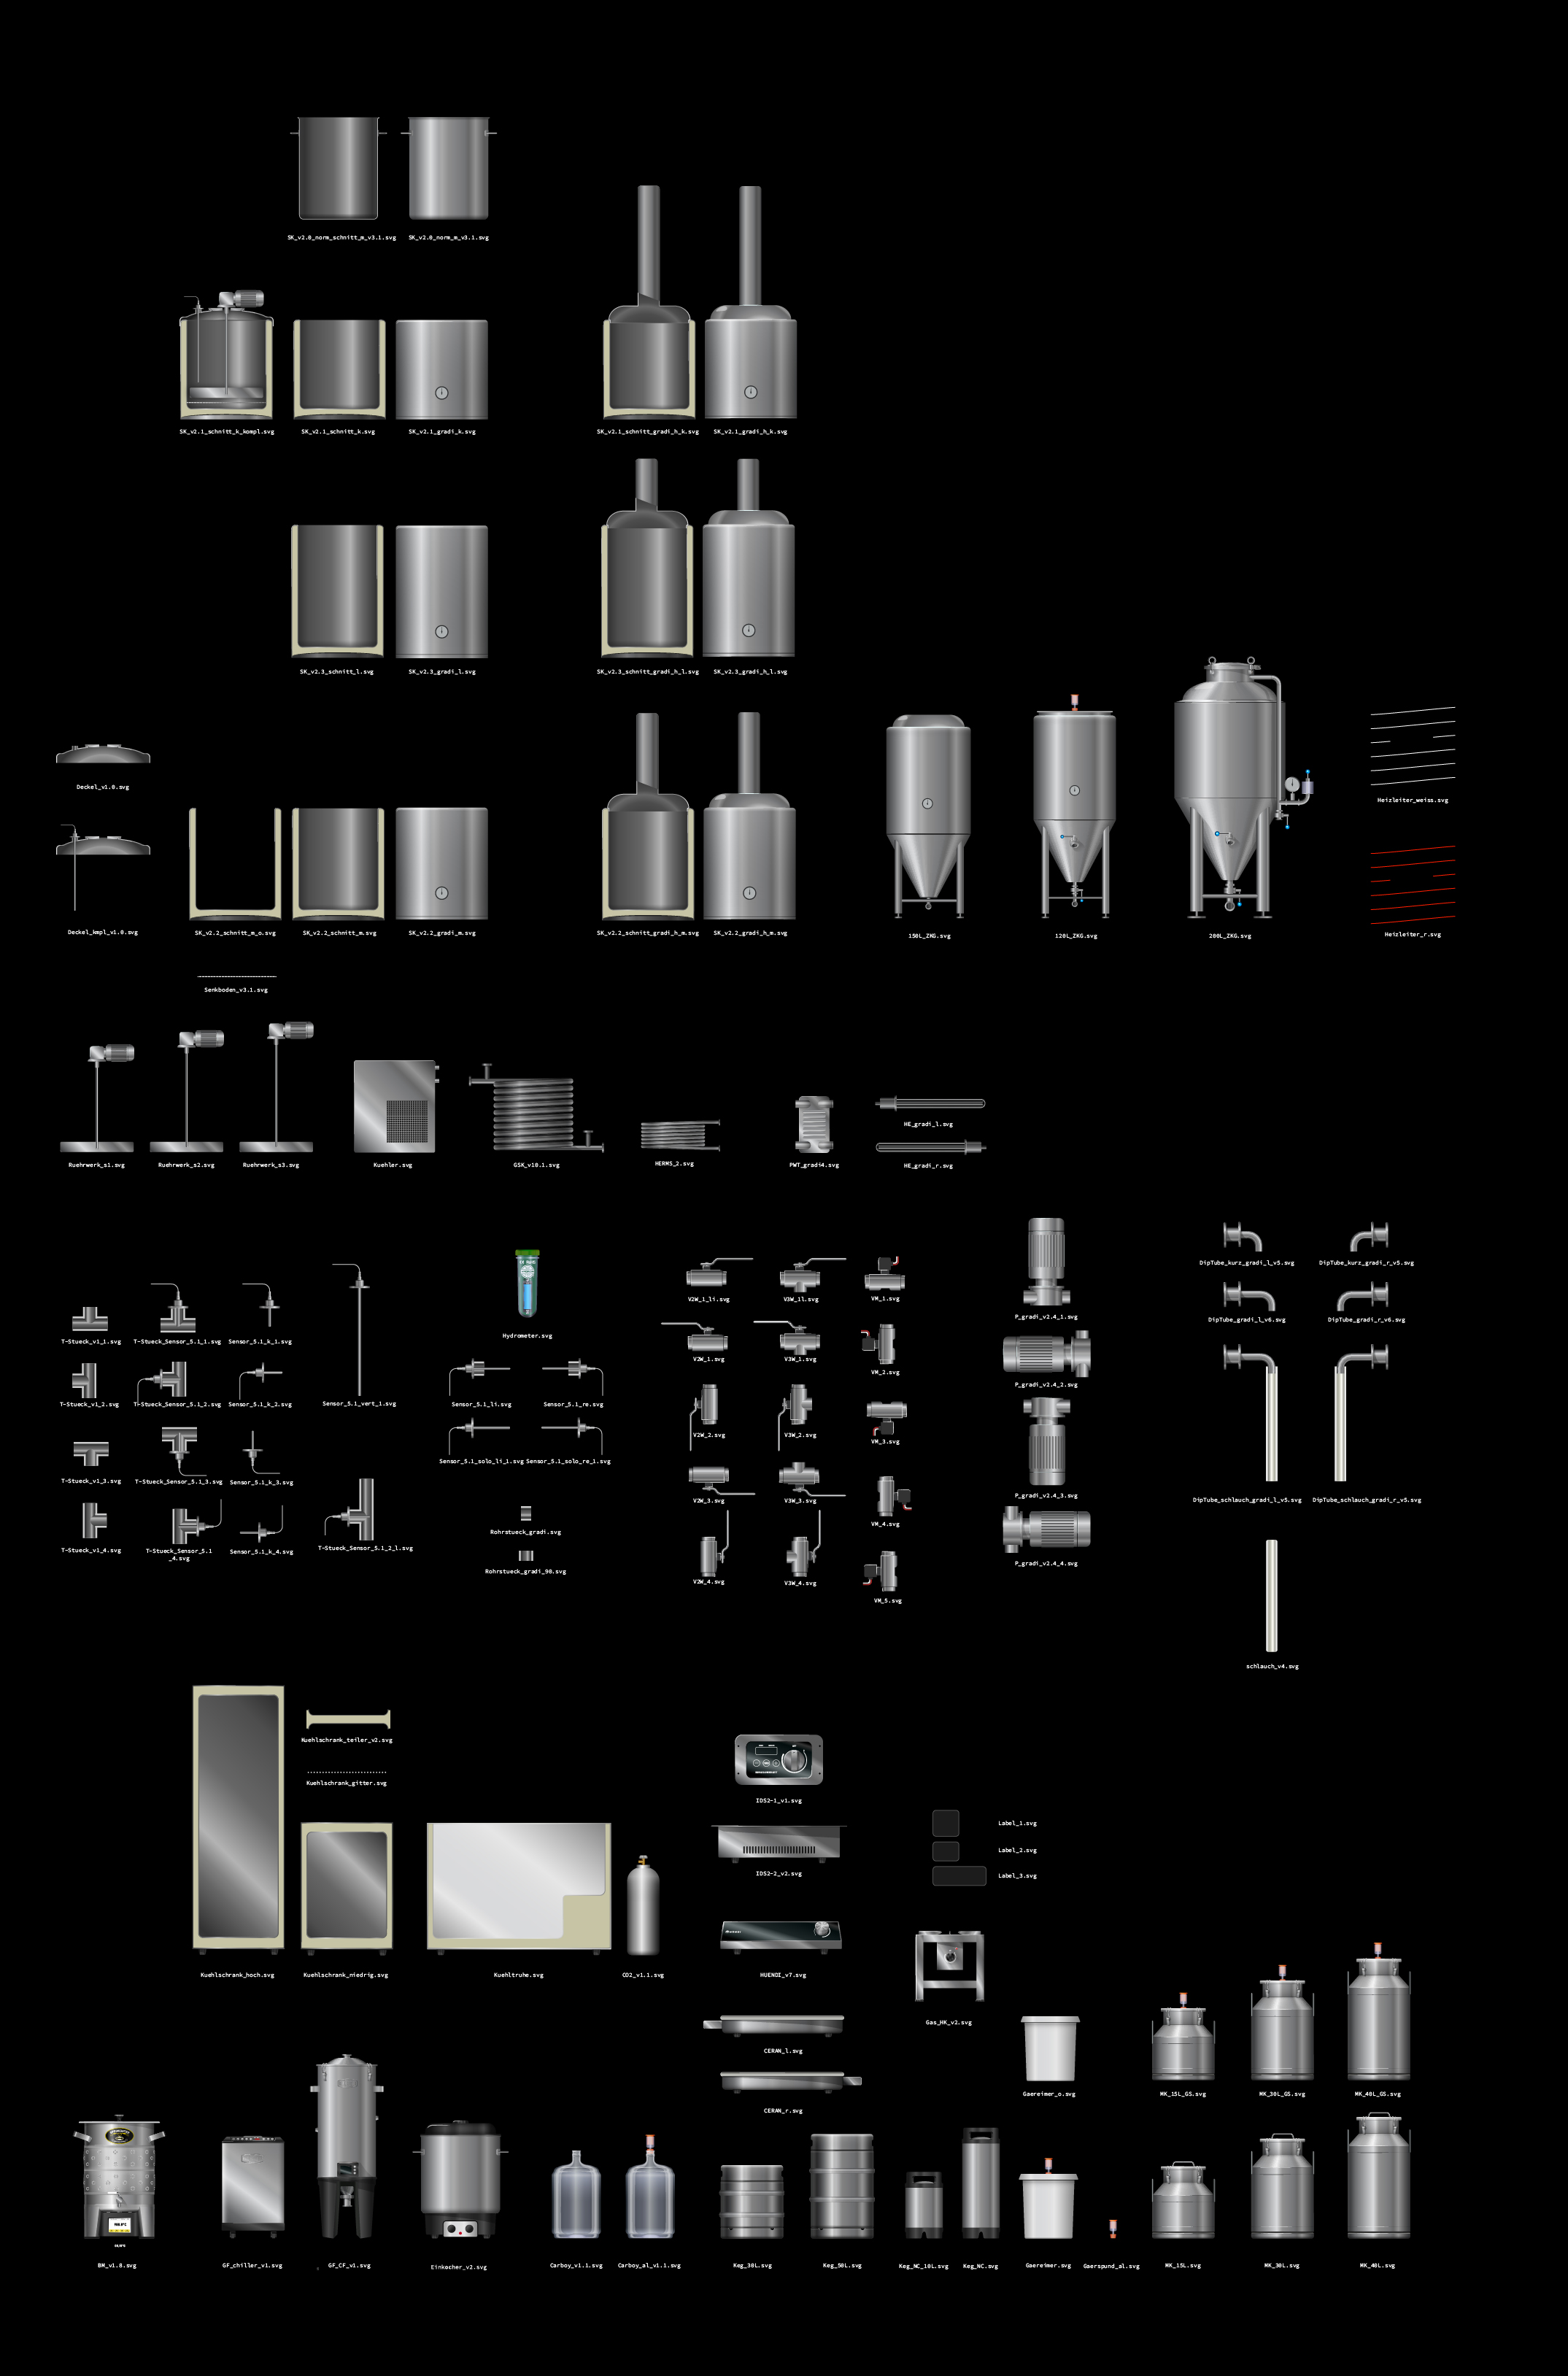 SK_v2.0_norm_schnitt_m_v3.1.svg
SK_v2.0_norm_m_v3.1.svg
SK_v2.1_schnitt_k_kompl.svg
SK_v2.1_schnitt_k.svg
SK_v2.1_gradi_k.svg
SK_v2.1_schnitt_gradi_h_k.svg
SK_v2.1_gradi_h_k.svg
SK_v2.3_schnitt_l.svg
SK_v2.3_gradi_l.svg
SK_v2.3_schnitt_gradi_h_l.svg
SK_v2.3_gradi_h_l.svg
Deckel_v1.0.svg
Heizleiter_weiss.svg
Deckel_kmpl_v1.0.svg
SK_v2.2_schnitt_m_o.svg
SK_v2.2_schnitt_m.svg
SK_v2.2_gradi_m.svg
SK_v2.2_schnitt_gradi_h_m.svg
SK_v2.2_gradi_h_m.svg
150L_ZKG.svg
120L_ZKG.svg
200L_ZKG.svg
Heizleiter_r.svg
Senkboden_v3.1.svg
Ruehrwerk_s1.svg
Ruehrwerk_s2.svg
Ruehrwerk_s3.svg
Kuehler.svg
GSK_v10.1.svg
HERMS_2.svg
PWT_gradi4.svg
HE_gradi_l.svg
HE_gradi_r.svg
DipTube_kurz_gradi_l_v5.svg
DipTube_kurz_gradi_r_v5.svg
V2W_1_li.svg
V3W_1l.svg
VM_1.svg
P_gradi_v2.4_1.svg
DipTube_gradi_l_v6.svg
DipTube_gradi_r_v6.svg
T-Stueck_v1_1.svg
T-Stueck_Sensor_5.1_1.svg
Sensor_5.1_k_1.svg
Hydrometer.svg
V2W_1.svg
V3W_1.svg
VM_2.svg
P_gradi_v2.4_2.svg
T-Stueck_v1_2.svg
T-Stueck_Sensor_5.1_2.svg
Sensor_5.1_k_2.svg
Sensor_5.1_vert_1.svg
Sensor_5.1_li.svg
Sensor_5.1_re.svg
V2W_2.svg
V3W_2.svg
VM_3.svg
T-Stueck_v1_3.svg
T-Stueck_Sensor_5.1_3.svg
Sensor_5.1_k_3.svg
Sensor_5.1_solo_li_1.svg
Sensor_5.1_solo_re_1.svg
V2W_3.svg
V3W_3.svg
VM_4.svg
P_gradi_v2.4_3.svg
DipTube_schlauch_gradi_l_v5.svg
DipTube_schlauch_gradi_r_v5.svg
T-Stueck_v1_4.svg
T-Stueck_Sensor_5.1
_4.svg
Sensor_5.1_k_4.svg
T-Stueck_Sensor_5.1_2_l.svg
Rohrstueck_gradi.svg
Rohrstueck_gradi_90.svg
V2W_4.svg
V3W_4.svg
VM_5.svg
P_gradi_v2.4_4.svg
schlauch_v4.svg
Kuehlschrank_teiler_v2.svg
Kuehlschrank_gitter.svg
IDS2-1_v1.svg
IDS2-2_v2.svg
Label_1.svg
Label_2.svg
Label_3.svg
Kuehlschrank_hoch.svg
Kuehlschrank_niedrig.svg
Kuehltruhe.svg
CO2_v1.1.svg
HUENDI_v7.svg
Gas_HK_v2.svg
CERAN_l.svg
CERAN_r.svg
Gaereimer_o.svg
MK_15L_GS.svg
MK_30L_GS.svg
MK_40L_GS.svg
BM_v1.0.svg
GF_chiller_v1.svg
GF_CF_v1.svg
Einkocher_v2.svg
Carboy_v1.1.svg
Carboy_al_v1.1.svg
Keg_30L.svg
Keg_50L.svg
Keg_NC_10L.svg
Keg_NC.svg
Gaereimer.svg
Gaerspund_al.svg
MK_15L.svg
MK_30L.svg
MK_40L.svg